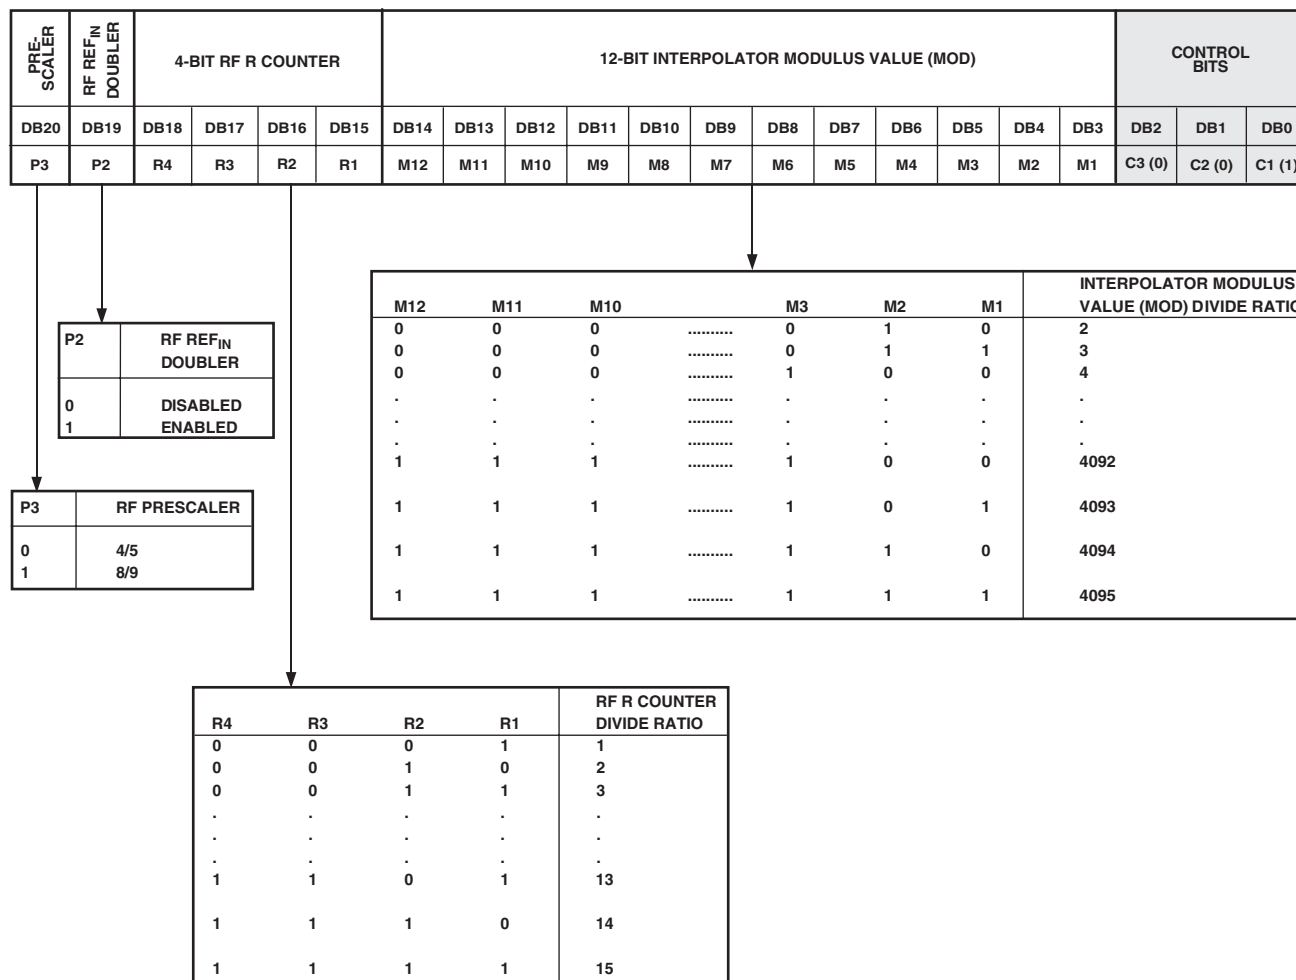 PRE-
SCALER
RF REFIN
DOUBLER
4-BIT RF R COUNTER
12-BIT INTERPOLATOR MODULUS VALUE (MOD)
CONTROL
BITS
DB20 DB19 DB18 DB17 DB16 DB15 DB14 DB13 DB12 DB11 DB10 DB9 DB8 DB7 DB6 DB5 DB4 DB3 DB2 DB1 DB0
P3 P2 R4 R3 R2 R1 M12 M11 M10 M9 M8 M7 M6 M5 M4 M3 M2 M1 C3 (0) C2 (0) C1 (1)
INTERPOLATOR MODULUS
M12 M11 M10 M3 M2 M1 VALUE (MOD) DIVIDE RATIO
0 0 0 .......... 0 1 0 2
0 0 0 .......... 0 1 1 3
0 0 0 .......... 1 0 0 4
. . . .......... . . . .
. . . .......... . . . .
. . . .......... . . . .
1 1 1 .......... 1 0 0 4092
1 1 1 .......... 1 0 1 4093
1 1 1 .......... 1 1 0 4094
1 1 1 .......... 1 1 1 4095
P2 RF REFIN
DOUBLER
0 DISABLED
1 ENABLED
P3 RF PRESCALER
0 4/5
1 8/9
RF R COUNTER
R4 R3 R2 R1 DIVIDE RATIO
0 0 0 1 1
0 0 1 0 2
0 0 1 1 3
. . . . .
. . . . .
. . . . .
1 1 0 1 13
1 1 1 0 14
1 1 1 1 15